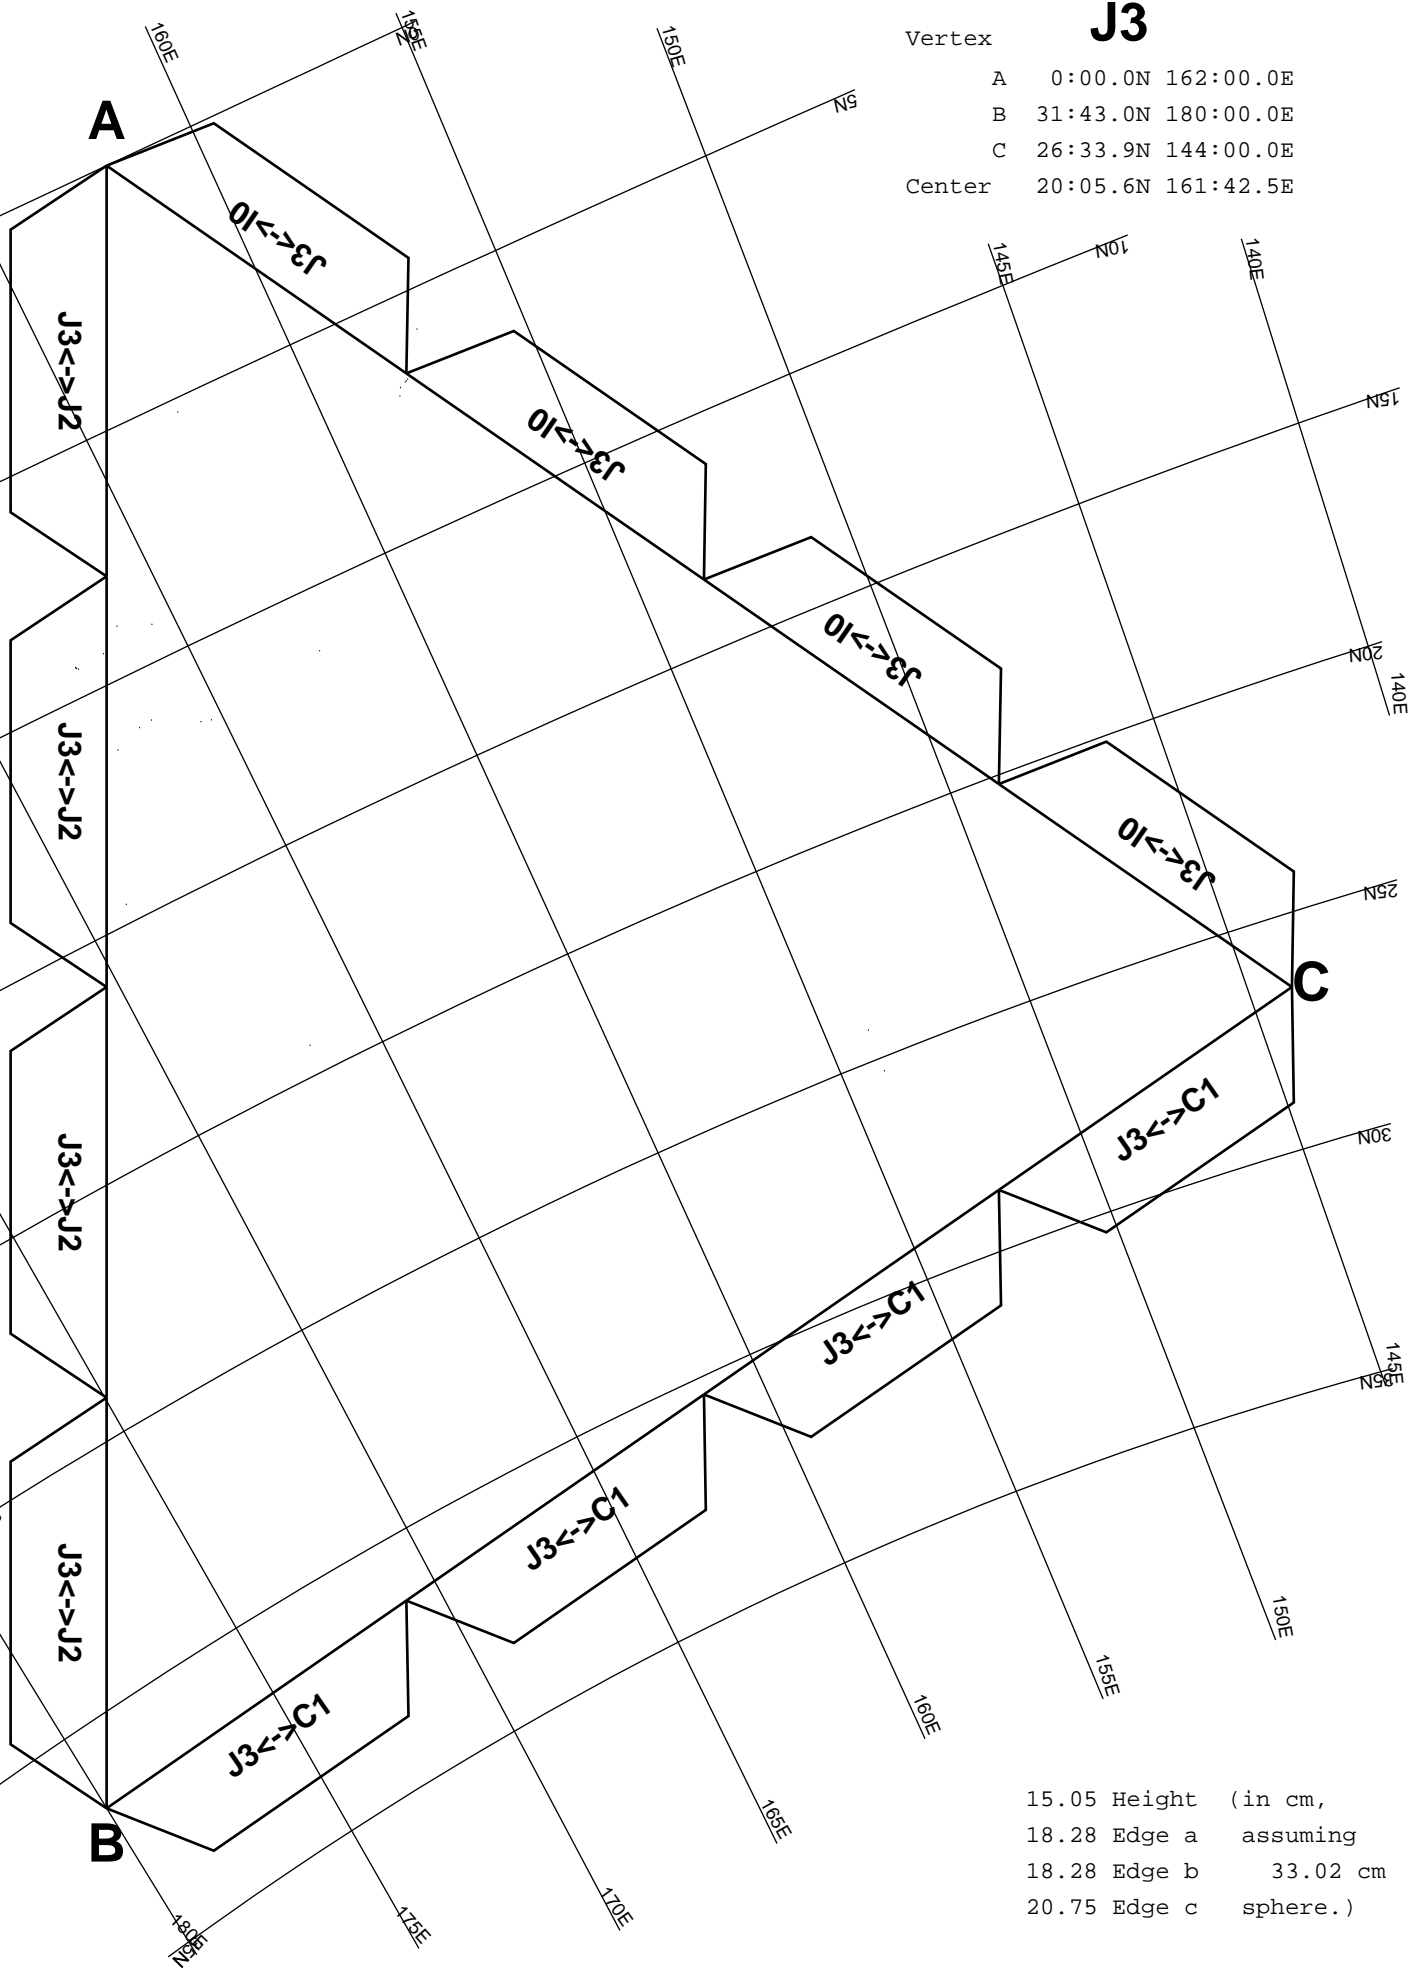 J3
Vertex
A 0:00.0N 162:00.0E
B 31:43.0N 180:00.0E
C 26:33.9N 144:00.0E
Center 20:05.6N 161:42.5E
160E
155E
150E
5N
A
145E
10N
140E
15N
20N
140E
25N
30N
145E
35N
J3<->I0
J3<->I0
J3<->I0
J3<->I0
J3<->J2
J3<->J2
J3<->J2
J3<->J2
C
J3<->C1
J3<->C1
J3<->C1
J3<->C1
B
150E
155E
160E
165E
170E
175E
180E
15.05 Height (in cm,
18.28 Edge a assuming
18.28 Edge b 33.02 cm
20.75 Edge c sphere.)